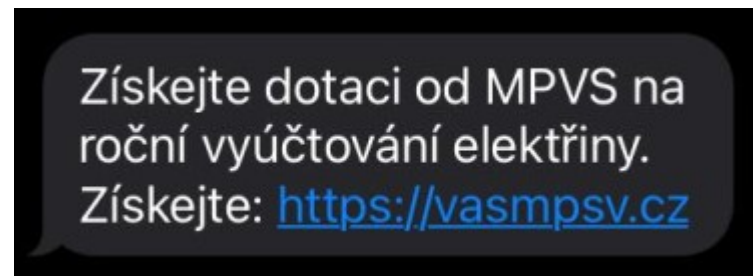 Získejte dotaci od MPVS na
roční vyúčtování elektřiny.
Získejte: https://vasmpsv.cz